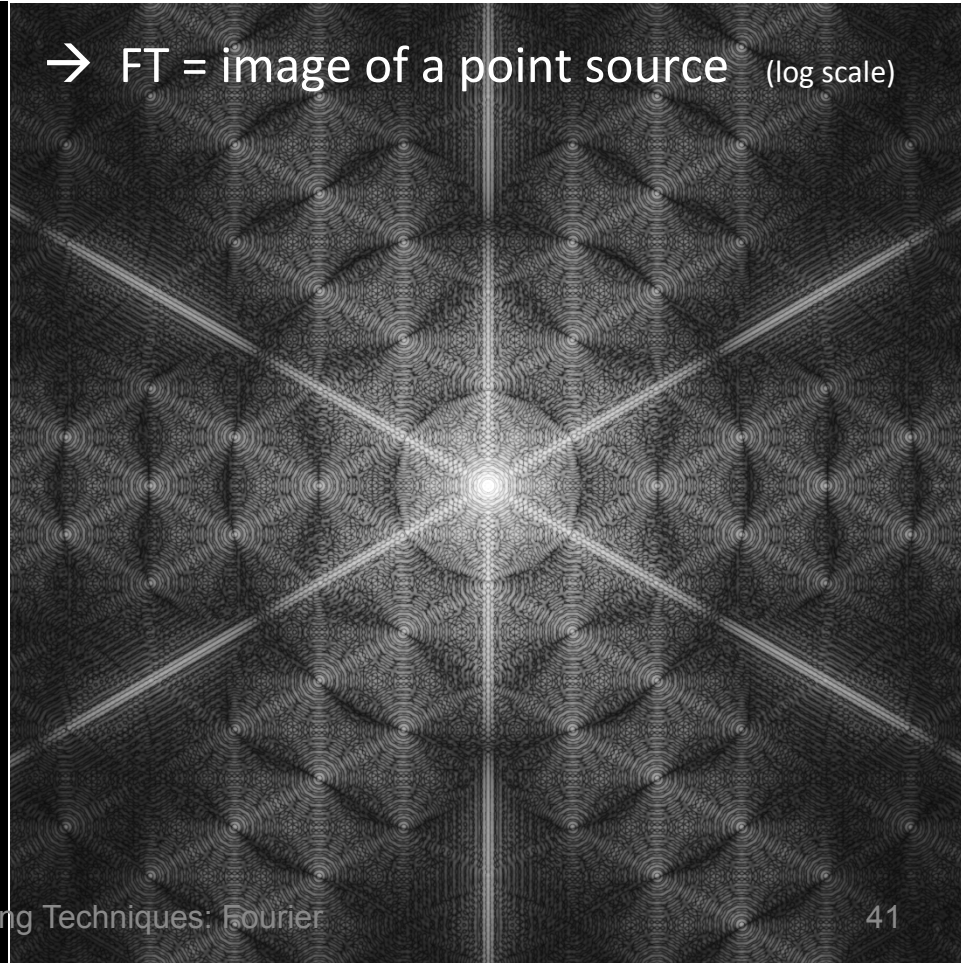 → FT = image of a point source (log scale)
ng Techniques: Fourier 41